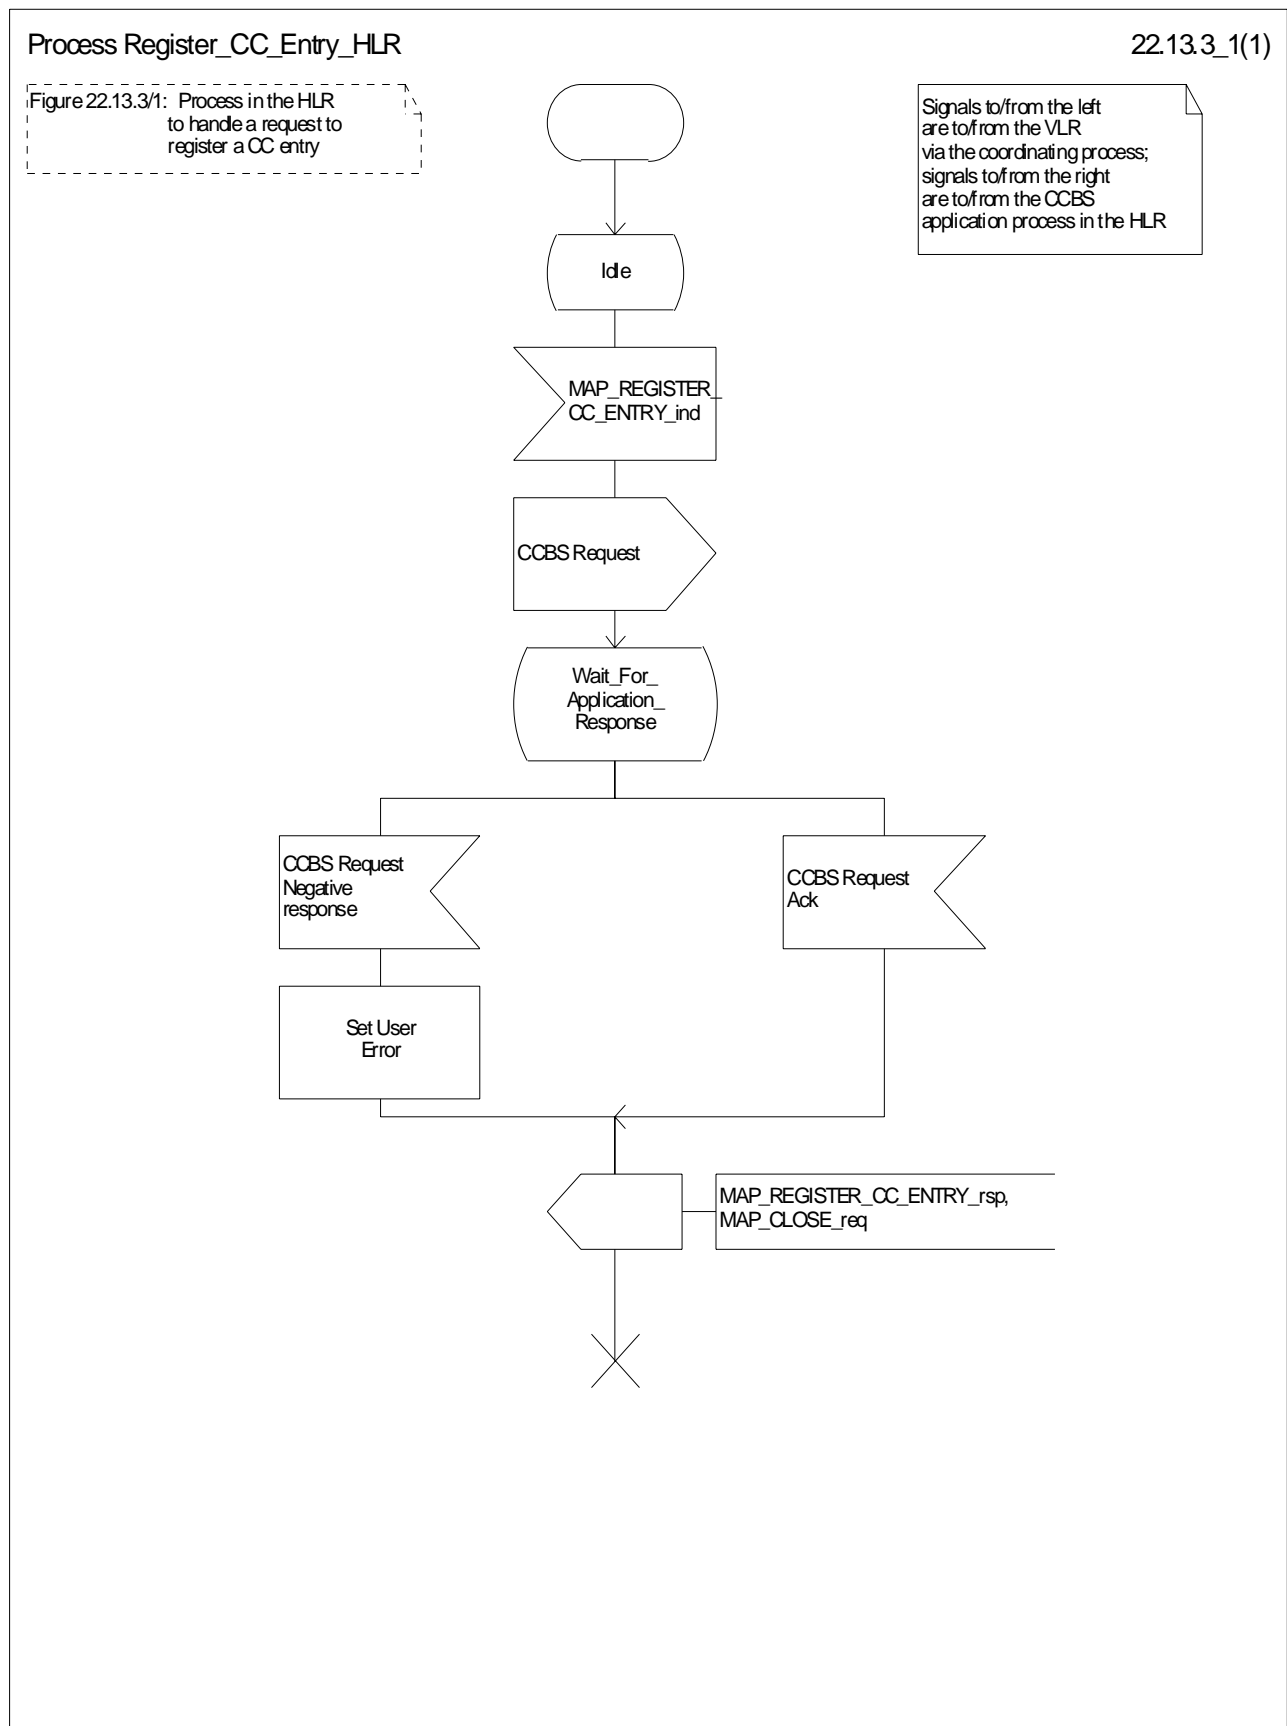 Process Register_CC_Entry_HLR
22.13.3_1(1)
Figure 22.13.3/1: Process in the HLR
to handle a request to
register a CC entry
Signals to/from the left
are to/from the VLR
via the coordinating process;
signals to/from the right
are to/from the CCBS
application process in the HLR
Idle
MAP_REGISTER_
CC_ENTRY_ind
CCBS Request
Wait_For_
Application_
Response
CCBS Request
Negative
response
CCBS Request
Ack
Set User
Error
MAP_REGISTER_CC_ENTRY_rsp,
MAP_CLOSE_req